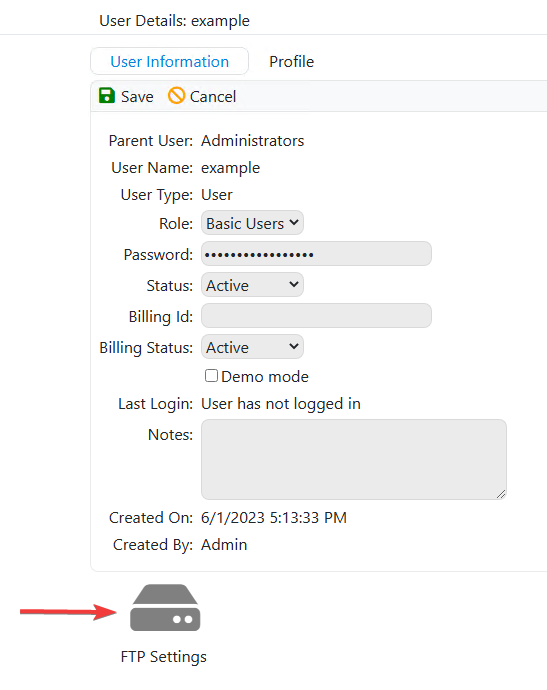 User Details: example
User Information Profile
Save Cancel
Parent User: Administrators
User Name: example
User Type: User
Role: Basic Users
Password: •••••••••••••••••
Status: Active
Billing Id:
Billing Status: Active
Demo mode
Last Login: User has not logged in
Notes:
Created On: 6/1/2023 5:13:33 PM
Created By: Admin
FTP Settings